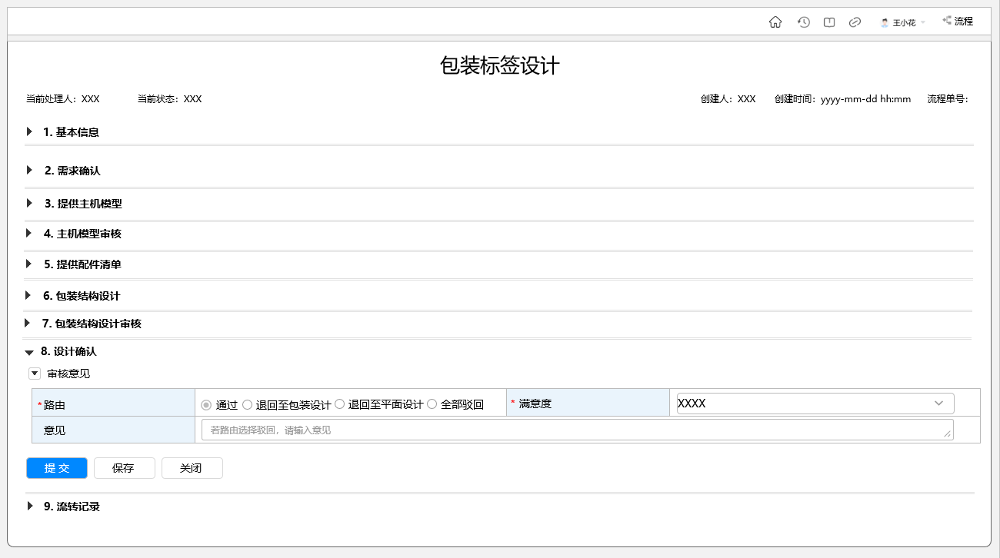 王小花 流程
包装标签设计
当前处理人：XXX 当前状态：XXX 创建人：XXX 创建时间：yyyy-mm-dd hh:mm 流程单号：
1. 基本信息
2. 需求确认
3. 提供主机模型
4. 主机模型审核
5. 提供配件清单
6. 包装结构设计
7. 包装结构设计审核
8. 设计确认
审核意见
*路由 通过 退回至包装设计 退回至平面设计 全部驳回 * 满意度 XXXX
意见 若路由选择驳回，请输入意见
提 交 保存 关闭
9. 流转记录